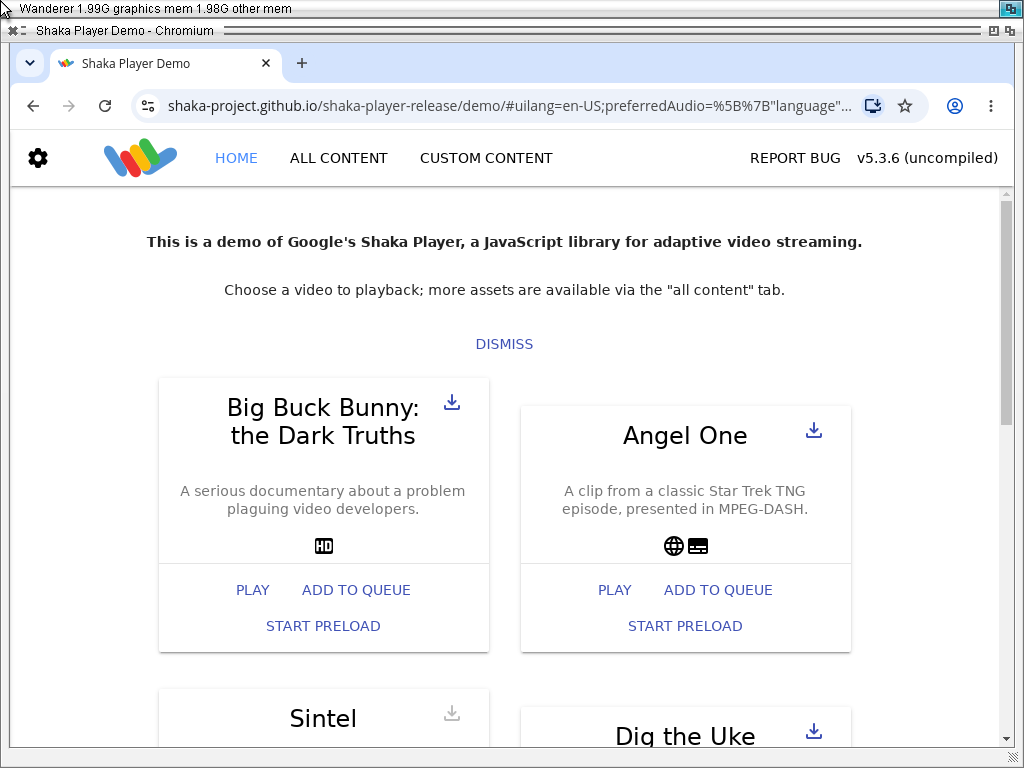 Wanderer 1.99G graphics mem 1.98G other mem
Shaka Player Demo - Chromium
Shaka Player Demo
shaka-project.github.io/shaka-player-release/demo/#uilang=en-US;preferredAudio=%5B%7B"language"...
HOME ALL CONTENT CUSTOM CONTENT REPORT BUG v5.3.6 (uncompiled)
This is a demo of Google's Shaka Player, a JavaScript library for adaptive video streaming.
Choose a video to playback; more assets are available via the "all content" tab.
DISMISS
Big Buck Bunny:
the Dark Truths
A serious documentary about a problem
plaguing video developers.
HD
PLAY ADD TO QUEUE
START PRELOAD
Angel One
A clip from a classic Star Trek TNG
episode, presented in MPEG-DASH.
PLAY ADD TO QUEUE
START PRELOAD
Sintel
Dig the Uke